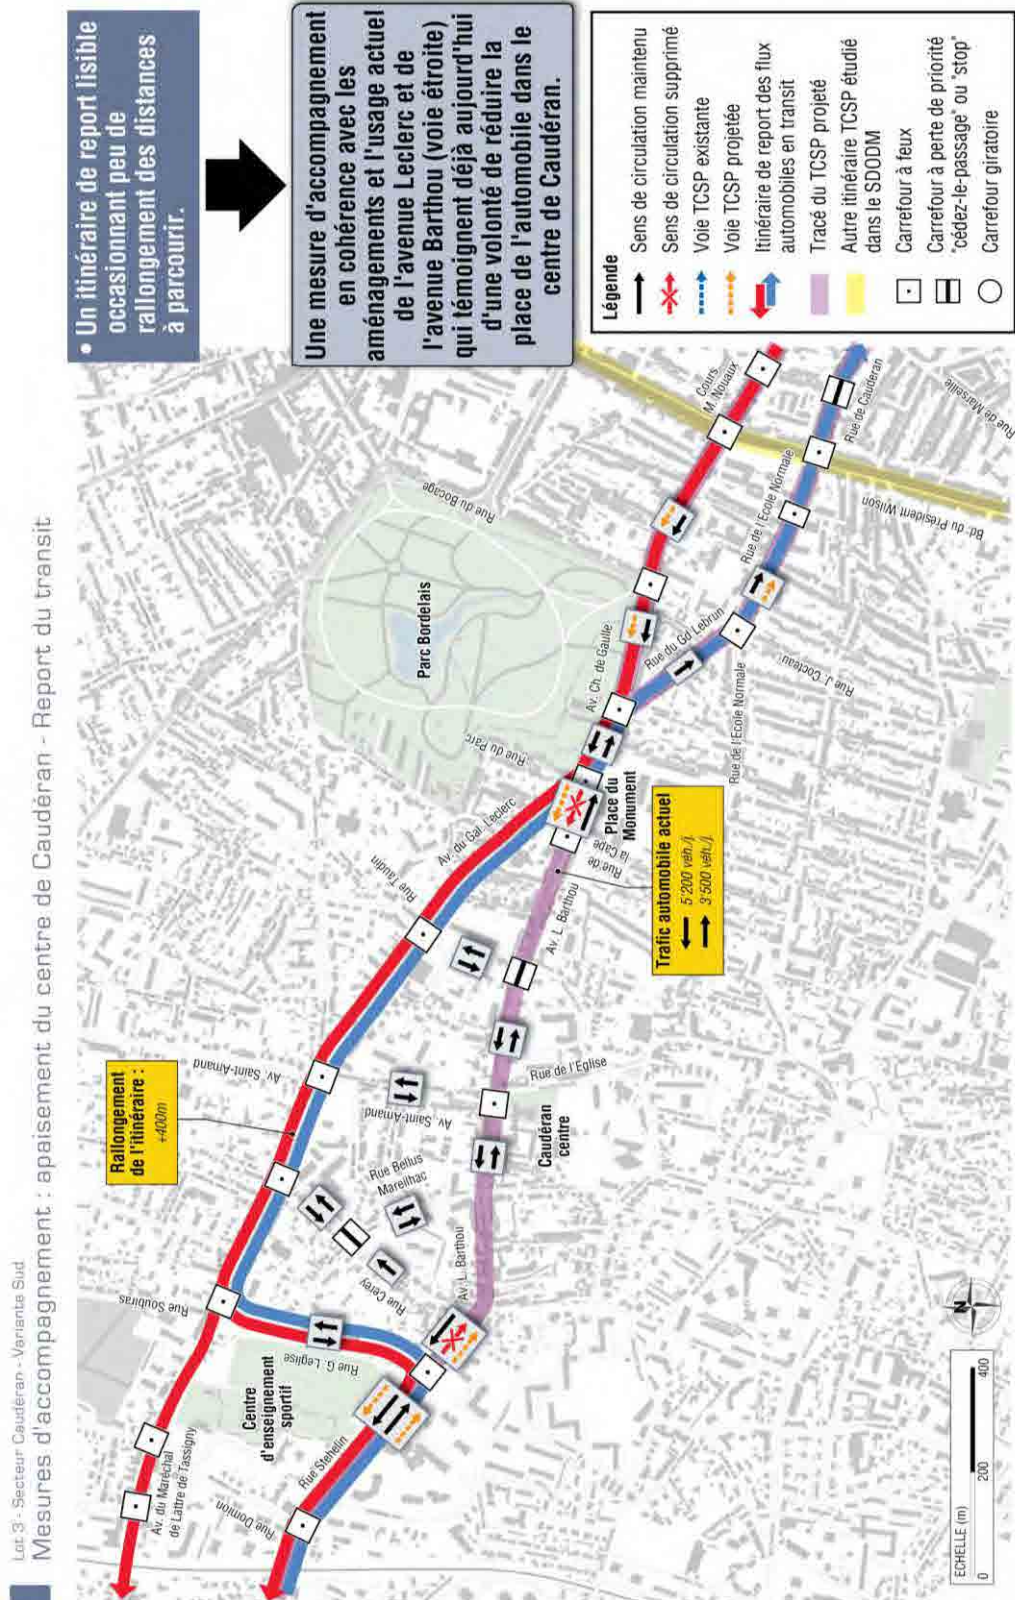 Lot 3 - Secteur Caudéran - Variante Sud
Mesures d'accompagnement : apaisement du centre de Caudéran - Report du transit
• Un itinéraire de report lisible
occasionnant peu de
rallongement des distances
à parcourir.
Une mesure d'accompagnement
en cohérence avec les
aménagements et l'usage actuel
de l'avenue Leclerc et de
l'avenue Barthou (voie étroite)
qui témoignent déjà aujourd'hui
d'une volonté de réduire la
place de l'automobile dans le
centre de Caudéran.
Légende
Sens de circulation maintenu
Sens de circulation supprimé
Voie TCSP existante
Voie TCSP projetée
Itinéraire de report des flux
automobiles en transit
Tracé du TCSP projeté
Autre itinéraire TCSP étudié
dans le SDODM
Carrefour à feux
Carrefour à perte de priorité
"cédez-le-passage" ou "stop"
Carrefour giratoire
Rallongement
de l'itinéraire :
+400m
Trafic automobile actuel
5'200 véh./j.
3'500 véh./j.
Av. du Maréchal
de Lattre de Tassigny
Rue Soubiras
Centre
d'enseignement
sportif
Rue G. Leglise
Rue Stehelin
Rue Domion
Rue Cerey
Rue Bellus
Mareilhac
Av. L. Barthou
Av. Saint-Amand
Av. Saint-Amand
Caudéran
centre
Rue de l'Eglise
Rue Taudin
Av. du Gal. Leclerc
Av. L. Barthou
Rue de
la Cape
Place du
Monument
Rue du Parc
Parc Bordelais
Rue du Bocage
Av. Ch. de Gaulle
Rue du Gd Lebrun
Rue de l'Ecole Normale
Rue J. Cocteau
Rue de l'Ecole Normale
Cours
M. Nouaux
Rue de Caudéran
Rue de Marseille
Bd. du Président Wilson
ECHELLE (m)
0 200 400
N